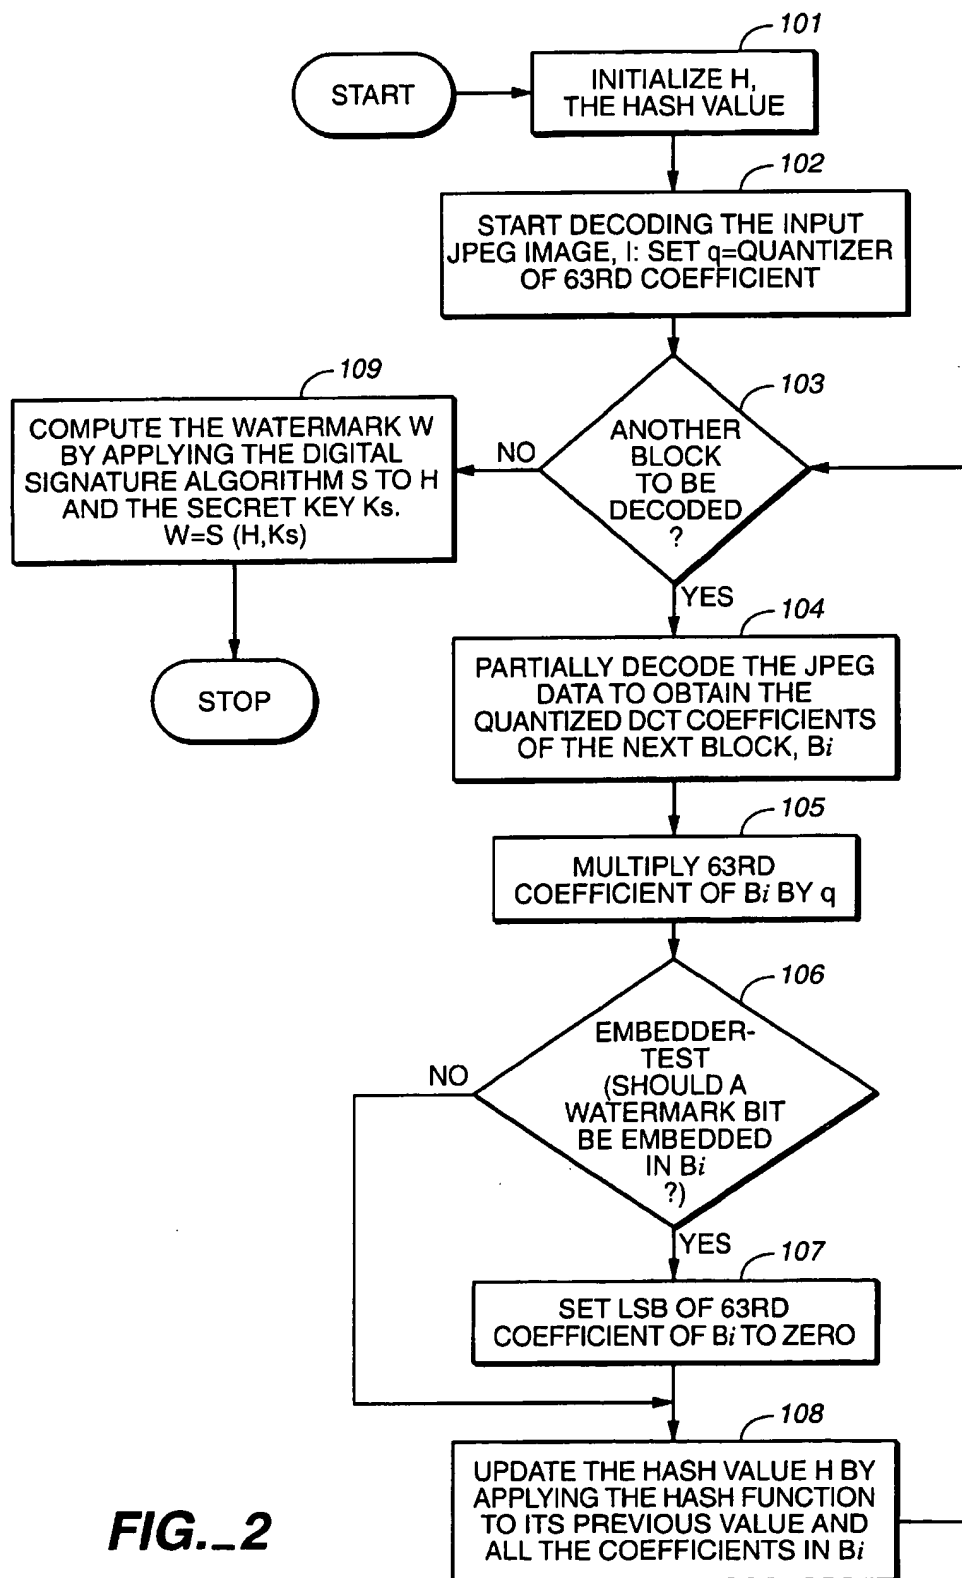 101
START
INITIALIZE H,
THE HASH VALUE
102
START DECODING THE INPUT
JPEG IMAGE, I: SET q=QUANTIZER
OF 63RD COEFFICIENT
103
ANOTHER
BLOCK
TO BE
DECODED
?
NO
YES
109
COMPUTE THE WATERMARK W
BY APPLYING THE DIGITAL
SIGNATURE ALGORITHM S TO H
AND THE SECRET KEY Ks.
W=S (H,Ks)
STOP
104
PARTIALLY DECODE THE JPEG
DATA TO OBTAIN THE
QUANTIZED DCT COEFFICIENTS
OF THE NEXT BLOCK, Bi
105
MULTIPLY 63RD
COEFFICIENT OF Bi BY q
106
EMBEDDER-
TEST
(SHOULD A
WATERMARK BIT
BE EMBEDDED
IN Bi
?)
NO
YES
107
SET LSB OF 63RD
COEFFICIENT OF Bi TO ZERO
108
UPDATE THE HASH VALUE H BY
APPLYING THE HASH FUNCTION
TO ITS PREVIOUS VALUE AND
ALL THE COEFFICIENTS IN Bi
FIG._2